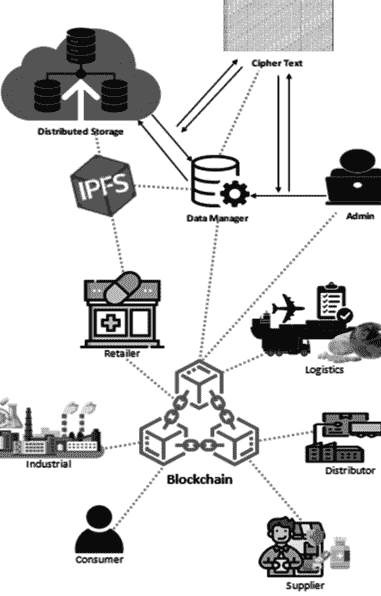 Cipher Text
Distributed Storage
IPFS
Data Manager
Admin
Retailer
Logistics
Industrial
Blockchain
Distributor
Consumer
Supplier